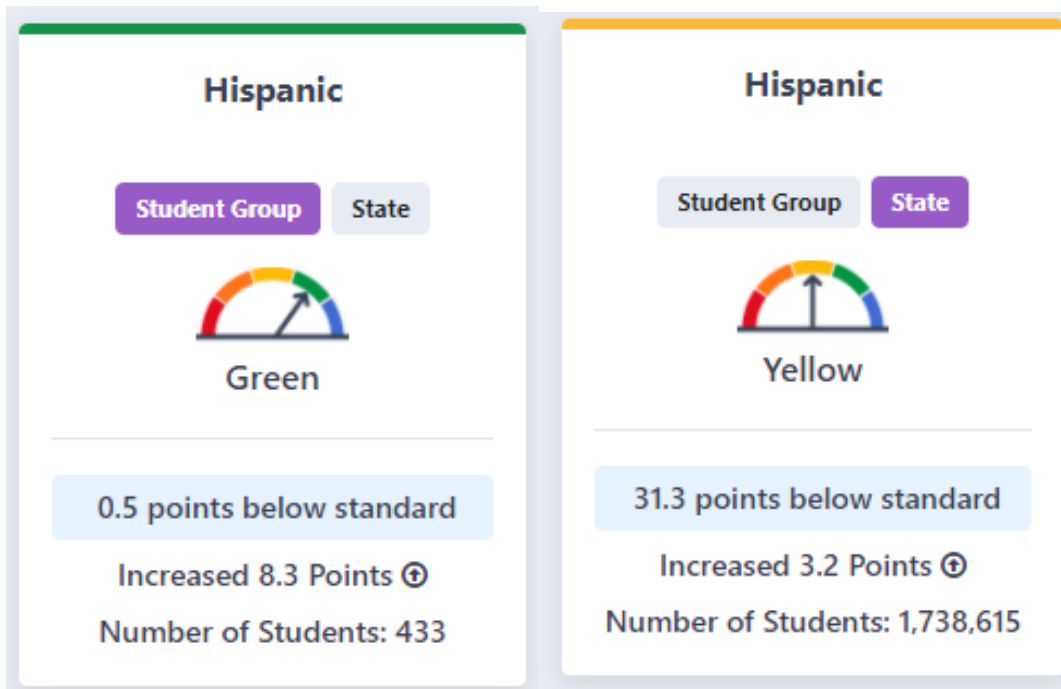 Hispanic
Student Group State
Green
0.5 points below standard
Increased 8.3 Points
Number of Students: 433
Hispanic
Student Group State
Yellow
31.3 points below standard
Increased 3.2 Points
Number of Students: 1,738,615